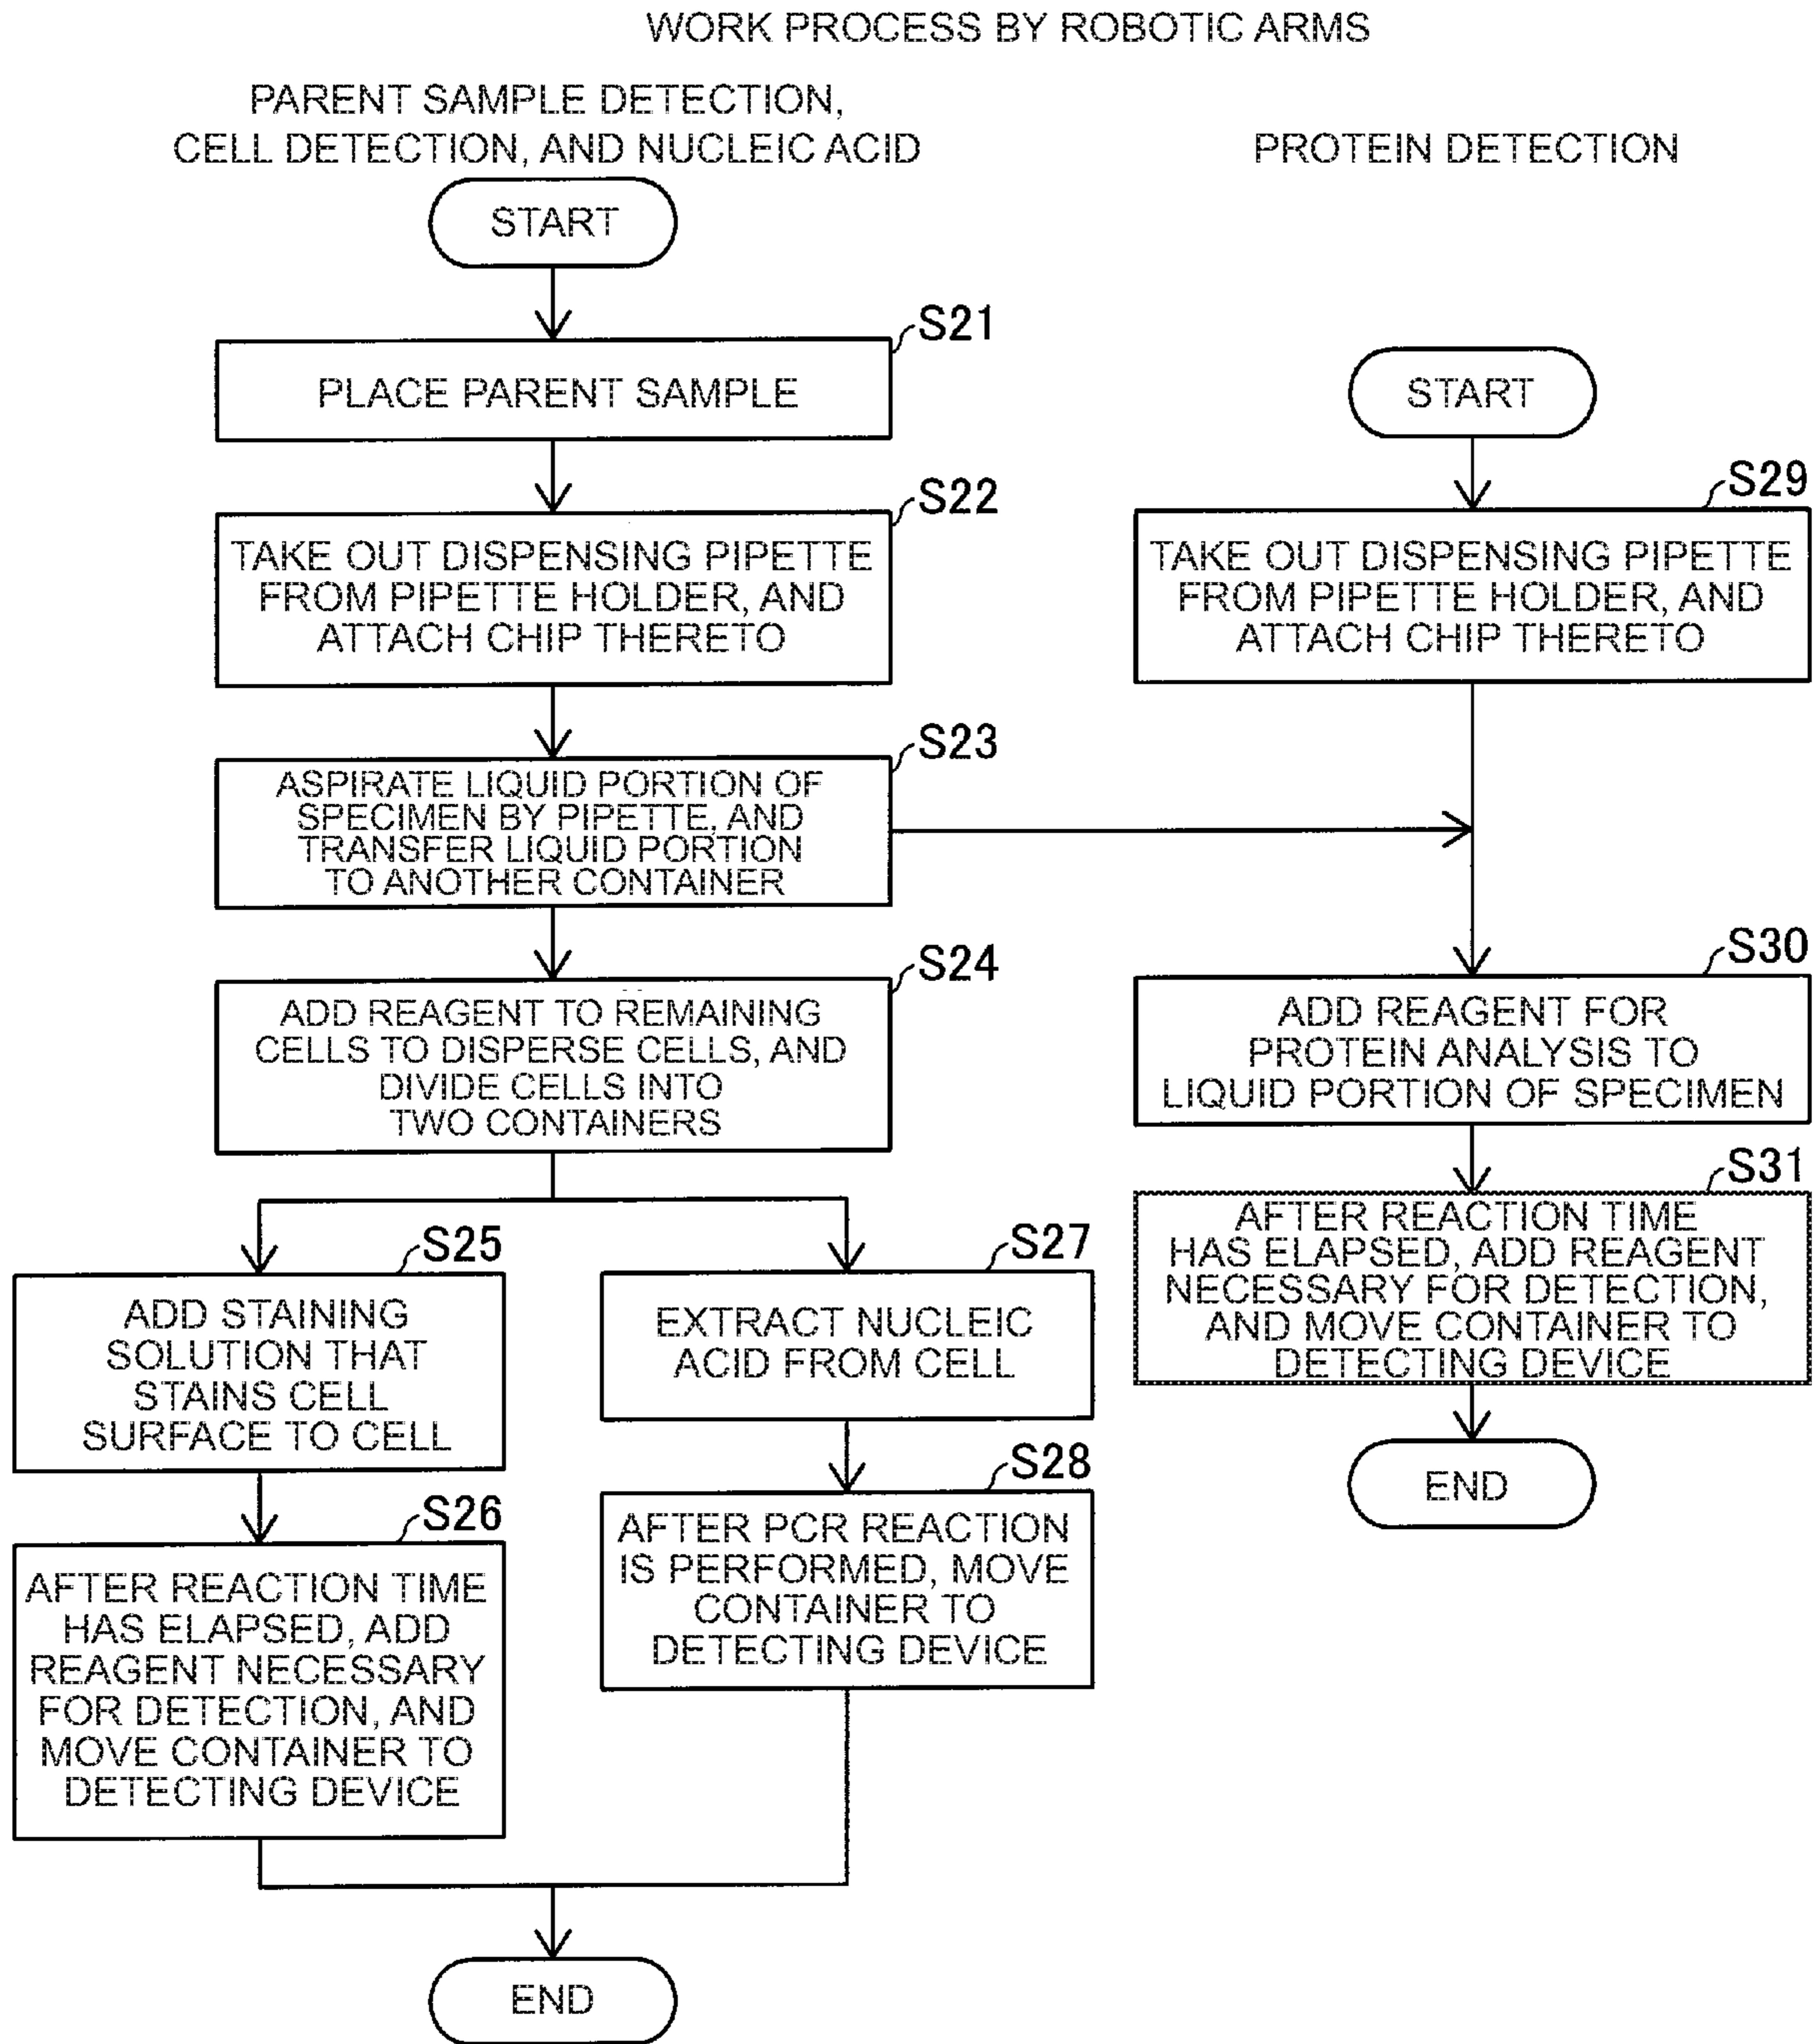 WORK PROCESS BY ROBOTIC ARMS
PARENT SAMPLE DETECTION,
CELL DETECTION, AND NUCLEIC ACID
START
S21
PLACE PARENT SAMPLE
S22
TAKE OUT DISPENSING PIPETTE
FROM PIPETTE HOLDER, AND
ATTACH CHIP THERETO
S23
ASPIRATE LIQUID PORTION OF
SPECIMEN BY PIPETTE, AND
TRANSFER LIQUID PORTION
TO ANOTHER CONTAINER
S24
ADD REAGENT TO REMAINING
CELLS TO DISPERSE CELLS, AND
DIVIDE CELLS INTO
TWO CONTAINERS
S25
ADD STAINING
SOLUTION THAT
STAINS CELL
SURFACE TO CELL
S26
AFTER REACTION TIME
HAS ELAPSED, ADD
REAGENT NECESSARY
FOR DETECTION, AND
MOVE CONTAINER TO
DETECTING DEVICE
S27
EXTRACT NUCLEIC
ACID FROM CELL
S28
AFTER PCR REACTION
IS PERFORMED, MOVE
CONTAINER TO
DETECTING DEVICE
END
PROTEIN DETECTION
START
S29
TAKE OUT DISPENSING PIPETTE
FROM PIPETTE HOLDER, AND
ATTACH CHIP THERETO
S30
ADD REAGENT FOR
PROTEIN ANALYSIS TO
LIQUID PORTION OF SPECIMEN
S31
AFTER REACTION TIME
HAS ELAPSED, ADD REAGENT
NECESSARY FOR DETECTION,
AND MOVE CONTAINER TO
DETECTING DEVICE
END